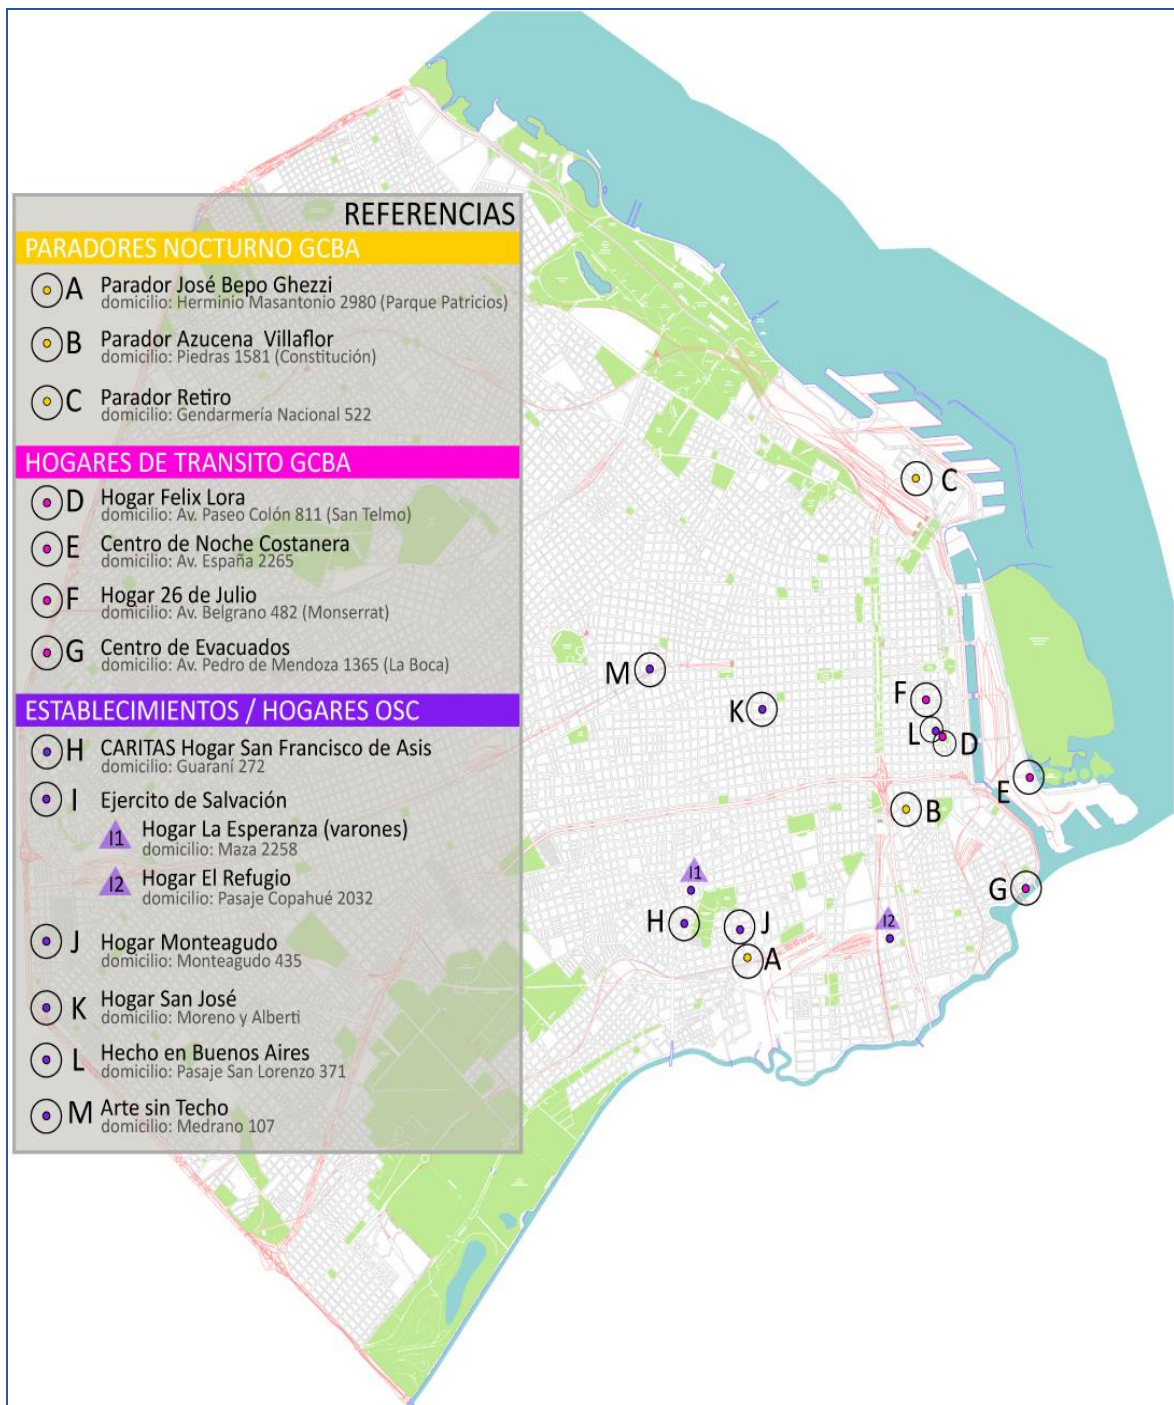 REFERENCIAS
PARADORES NOCTURNO GCBA
A Parador José Bepo Ghezzi
domicilio: Herminio Masantonio 2980 (Parque Patricios)
B Parador Azucena Villaflor
domicilio: Piedras 1581 (Constitución)
C Parador Retiro
domicilio: Gendarmería Nacional 522
HOGARES DE TRANSITO GCBA
D Hogar Felix Lora
domicilio: Av. Paseo Colón 811 (San Telmo)
E Centro de Noche Costanera
domicilio: Av. España 2265
F Hogar 26 de Julio
domicilio: Av. Belgrano 482 (Monserrat)
G Centro de Evacuados
domicilio: Av. Pedro de Mendoza 1365 (La Boca)
ESTABLECIMIENTOS / HOGARES OSC
H CARITAS Hogar San Francisco de Asis
domicilio: Guaraní 272
I Ejercito de Salvación
I1 Hogar La Esperanza (varones)
domicilio: Maza 2258
I2 Hogar El Refugio
domicilio: Pasaje Copahué 2032
J Hogar Monteagudo
domicilio: Monteagudo 435
K Hogar San José
domicilio: Moreno y Alberti
L Hecho en Buenos Aires
domicilio: Pasaje San Lorenzo 371
M Arte sin Techo
domicilio: Medrano 107
C
M
K
F
L
D
E
B
I1
G
H
J
I2
A